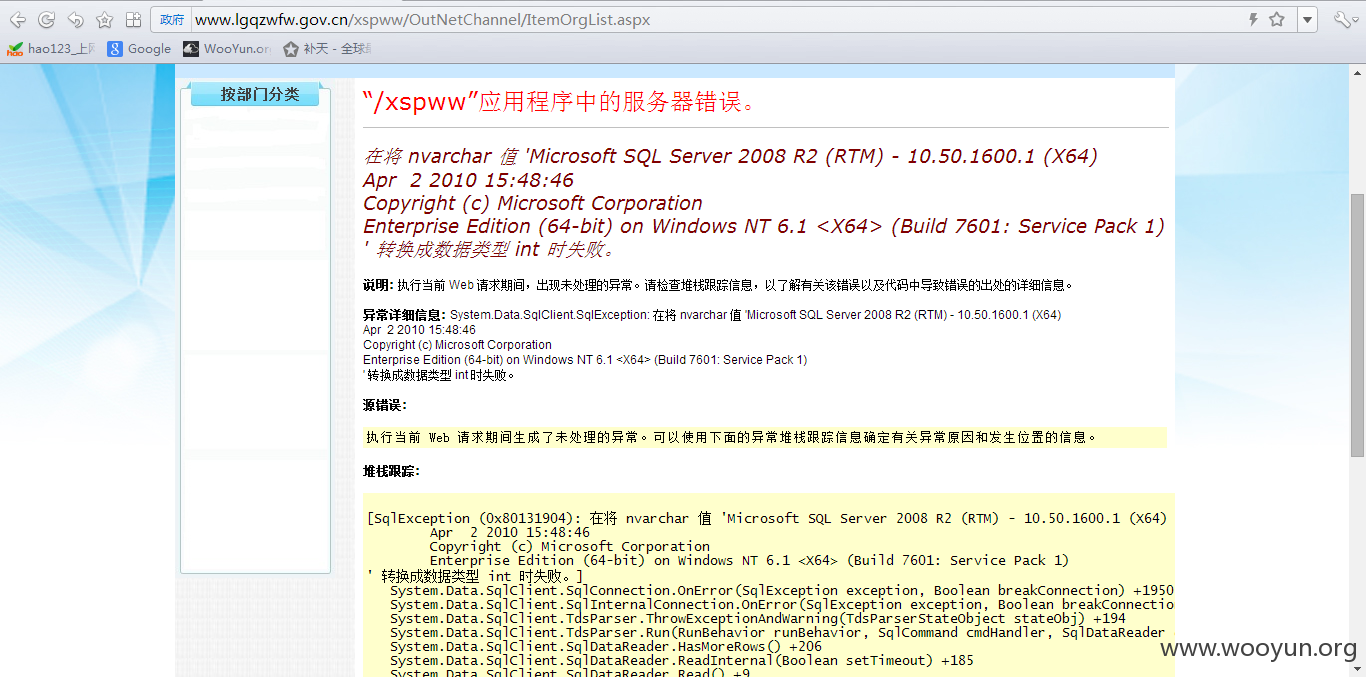 政府 www.lgqzwfw.gov.cn/xspww/OutNetChannel/ItemOrgList.aspx
hao123_上 Google WooYun.or 补天 - 全球
按部门分类
“/xspww”应用程序中的服务器错误。
在将 nvarchar 值 'Microsoft SQL Server 2008 R2 (RTM) - 10.50.1600.1 (X64)
Apr 2 2010 15:48:46
Copyright (c) Microsoft Corporation
Enterprise Edition (64-bit) on Windows NT 6.1 <X64> (Build 7601: Service Pack 1)
' 转换成数据类型 int 时失败。
说明: 执行当前 Web 请求期间，出现未处理的异常。请检查堆栈跟踪信息，以了解有关该错误以及代码中导致错误的出处的详细信息。
异常详细信息: System.Data.SqlClient.SqlException: 在将 nvarchar 值 'Microsoft SQL Server 2008 R2 (RTM) - 10.50.1600.1 (X64)
Apr 2 2010 15:48:46
Copyright (c) Microsoft Corporation
Enterprise Edition (64-bit) on Windows NT 6.1 <X64> (Build 7601: Service Pack 1)
' 转换成数据类型 int 时失败。
源错误:
执行当前 Web 请求期间生成了未处理的异常。可以使用下面的异常堆栈跟踪信息确定有关异常原因和发生位置的信息。
堆栈跟踪:
[SqlException (0x80131904): 在将 nvarchar 值 'Microsoft SQL Server 2008 R2 (RTM) - 10.50.1600.1 (X64)
Apr 2 2010 15:48:46
Copyright (c) Microsoft Corporation
Enterprise Edition (64-bit) on Windows NT 6.1 <X64> (Build 7601: Service Pack 1)
' 转换成数据类型 int 时失败。]
System.Data.SqlClient.SqlConnection.OnError(SqlException exception, Boolean breakConnection) +1950
System.Data.SqlClient.SqlInternalConnection.OnError(SqlException exception, Boolean breakConnectio
System.Data.SqlClient.TdsParser.ThrowExceptionAndWarning(TdsParserStateObject stateObj) +194
System.Data.SqlClient.TdsParser.Run(RunBehavior runBehavior, SqlCommand cmdHandler, SqlDataReader
System.Data.SqlClient.SqlDataReader.HasMoreRows() +206
System.Data.SqlClient.SqlDataReader.ReadInternal(Boolean setTimeout) +185
System.Data.SqlClient.SqlDataReader.Read() +9
www.wooyun.org